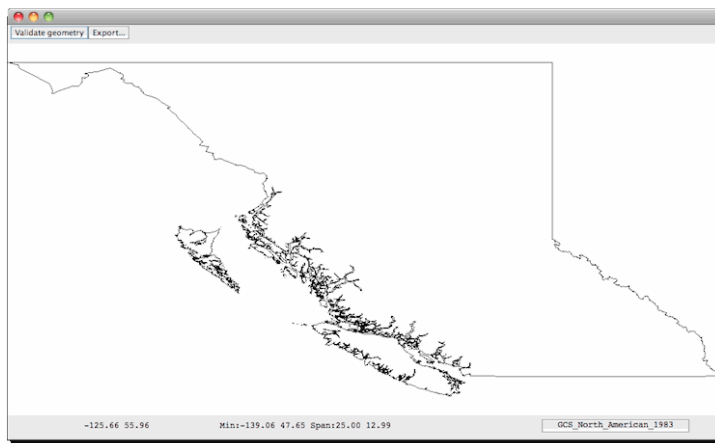 Validate geometry Export...
-125.66 55.96 Min:-139.06 47.65 Span:25.00 12.99 GCS_North_American_1983